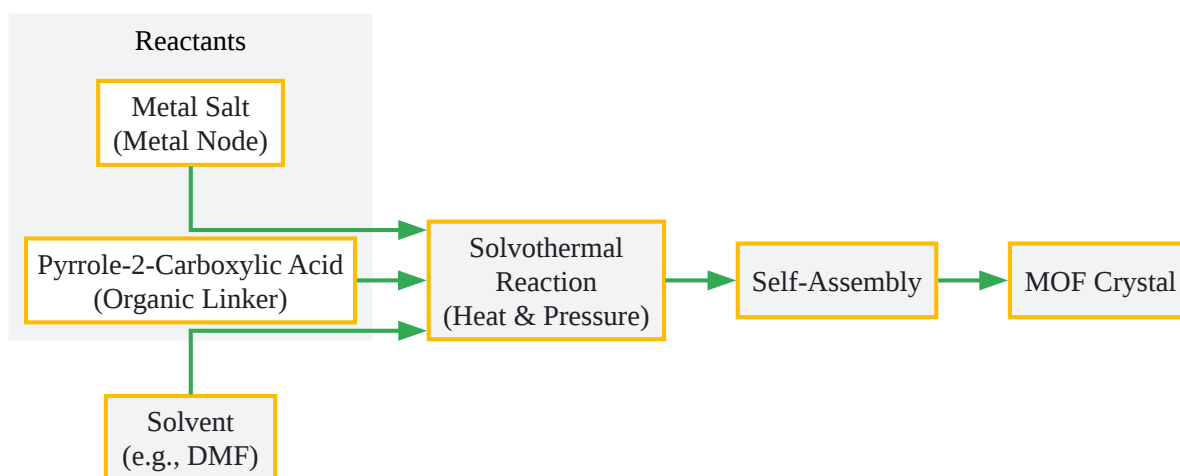 Reactants
Metal Salt
(Metal Node)
Pyrrole-2-Carboxylic Acid
(Organic Linker)
Solvent
(e.g., DMF)
Solvothermal
Reaction
(Heat & Pressure)
Self-Assembly
MOF Crystal